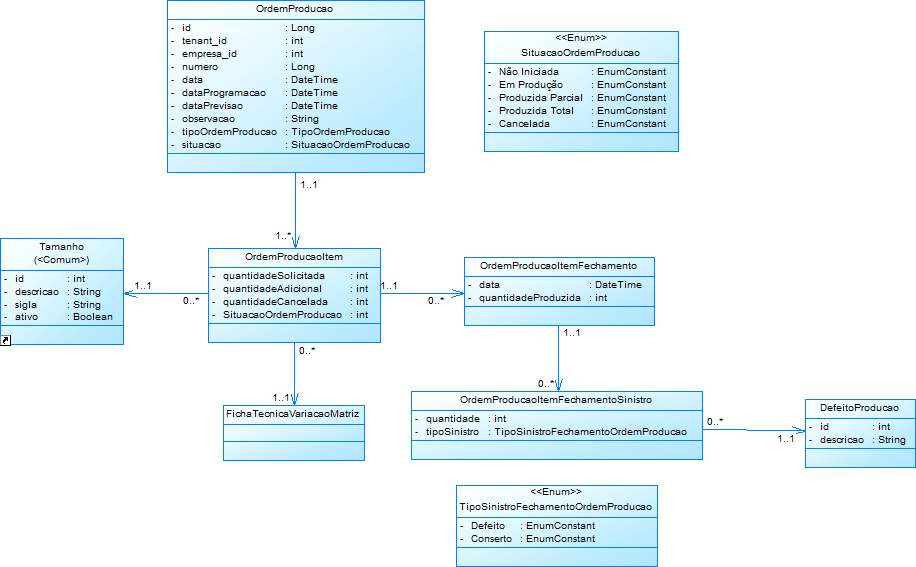 OrdemProducao
- id : Long
- tenant_id : int
- empresa_id : int
- numero : Long
- data : DateTime
- dataProgramacao : DateTime
- dataPrevisao : DateTime
- observacao : String
- tipoOrdemProducao : TipoOrdemProducao
- situacao : SituacaoOrdemProducao
<<Enum>>
SituacaoOrdemProducao
- Não Iniciada : EnumConstant
- Em Produção : EnumConstant
- Produzida Parcial : EnumConstant
- Produzida Total : EnumConstant
- Cancelada : EnumConstant
1..1
1..*
Tamanho
(<Comum>)
- id : int
- descricao : String
- sigla : String
- ativo : Boolean
1..1
0..*
OrdemProducaoItem
- quantidadeSolicitada : int
- quantidadeAdicional : int
- quantidadeCancelada : int
- SituacaoOrdemProducao : int
1..1
0..*
OrdemProducaoItemFechamento
- data : DateTime
- quantidadeProduzida : int
0..*
1..1
FichaTecnicaVariacaoMatriz
1..1
0..*
OrdemProducaoItemFechamentoSinistro
- quantidade : int
- tipoSinistro : TipoSinistroFechamentoOrdemProducao
0..*
1..1
DefeitoProducao
- id : int
- descricao : String
<<Enum>>
TipoSinistroFechamentoOrdemProducao
- Defeito : EnumConstant
- Conserto : EnumConstant